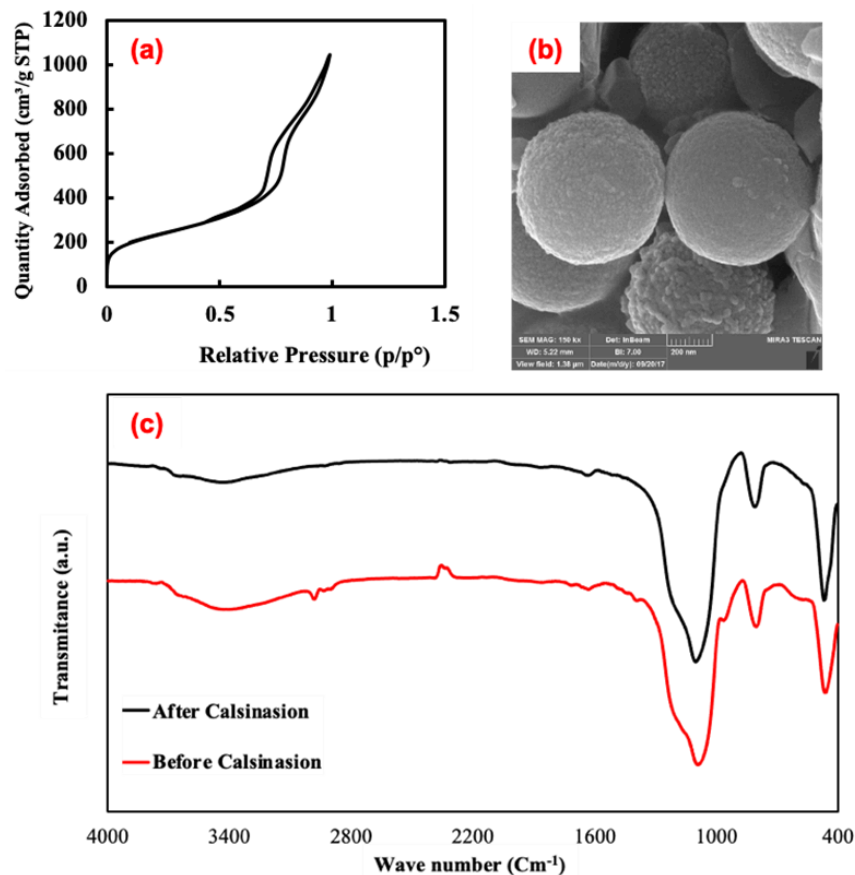 (a)
Quantity Adsorbed (cm³/g STP)
1200
1000
800
600
400
200
0
0 0.5 1 1.5
Relative Pressure (p/p°)
(b)
SEM MAG: 150 kx Det: InBeam MIRA3 TESCAN
WD: 5.22 mm BI: 7.00 200 nm
View field: 1.38 µm Date(m/d/y): 09/20/17
(c)
Transmitance (a.u.)
After Calsinasion
Before Calsinasion
4000 3400 2800 2200 1600 1000 400
Wave number (Cm⁻¹)